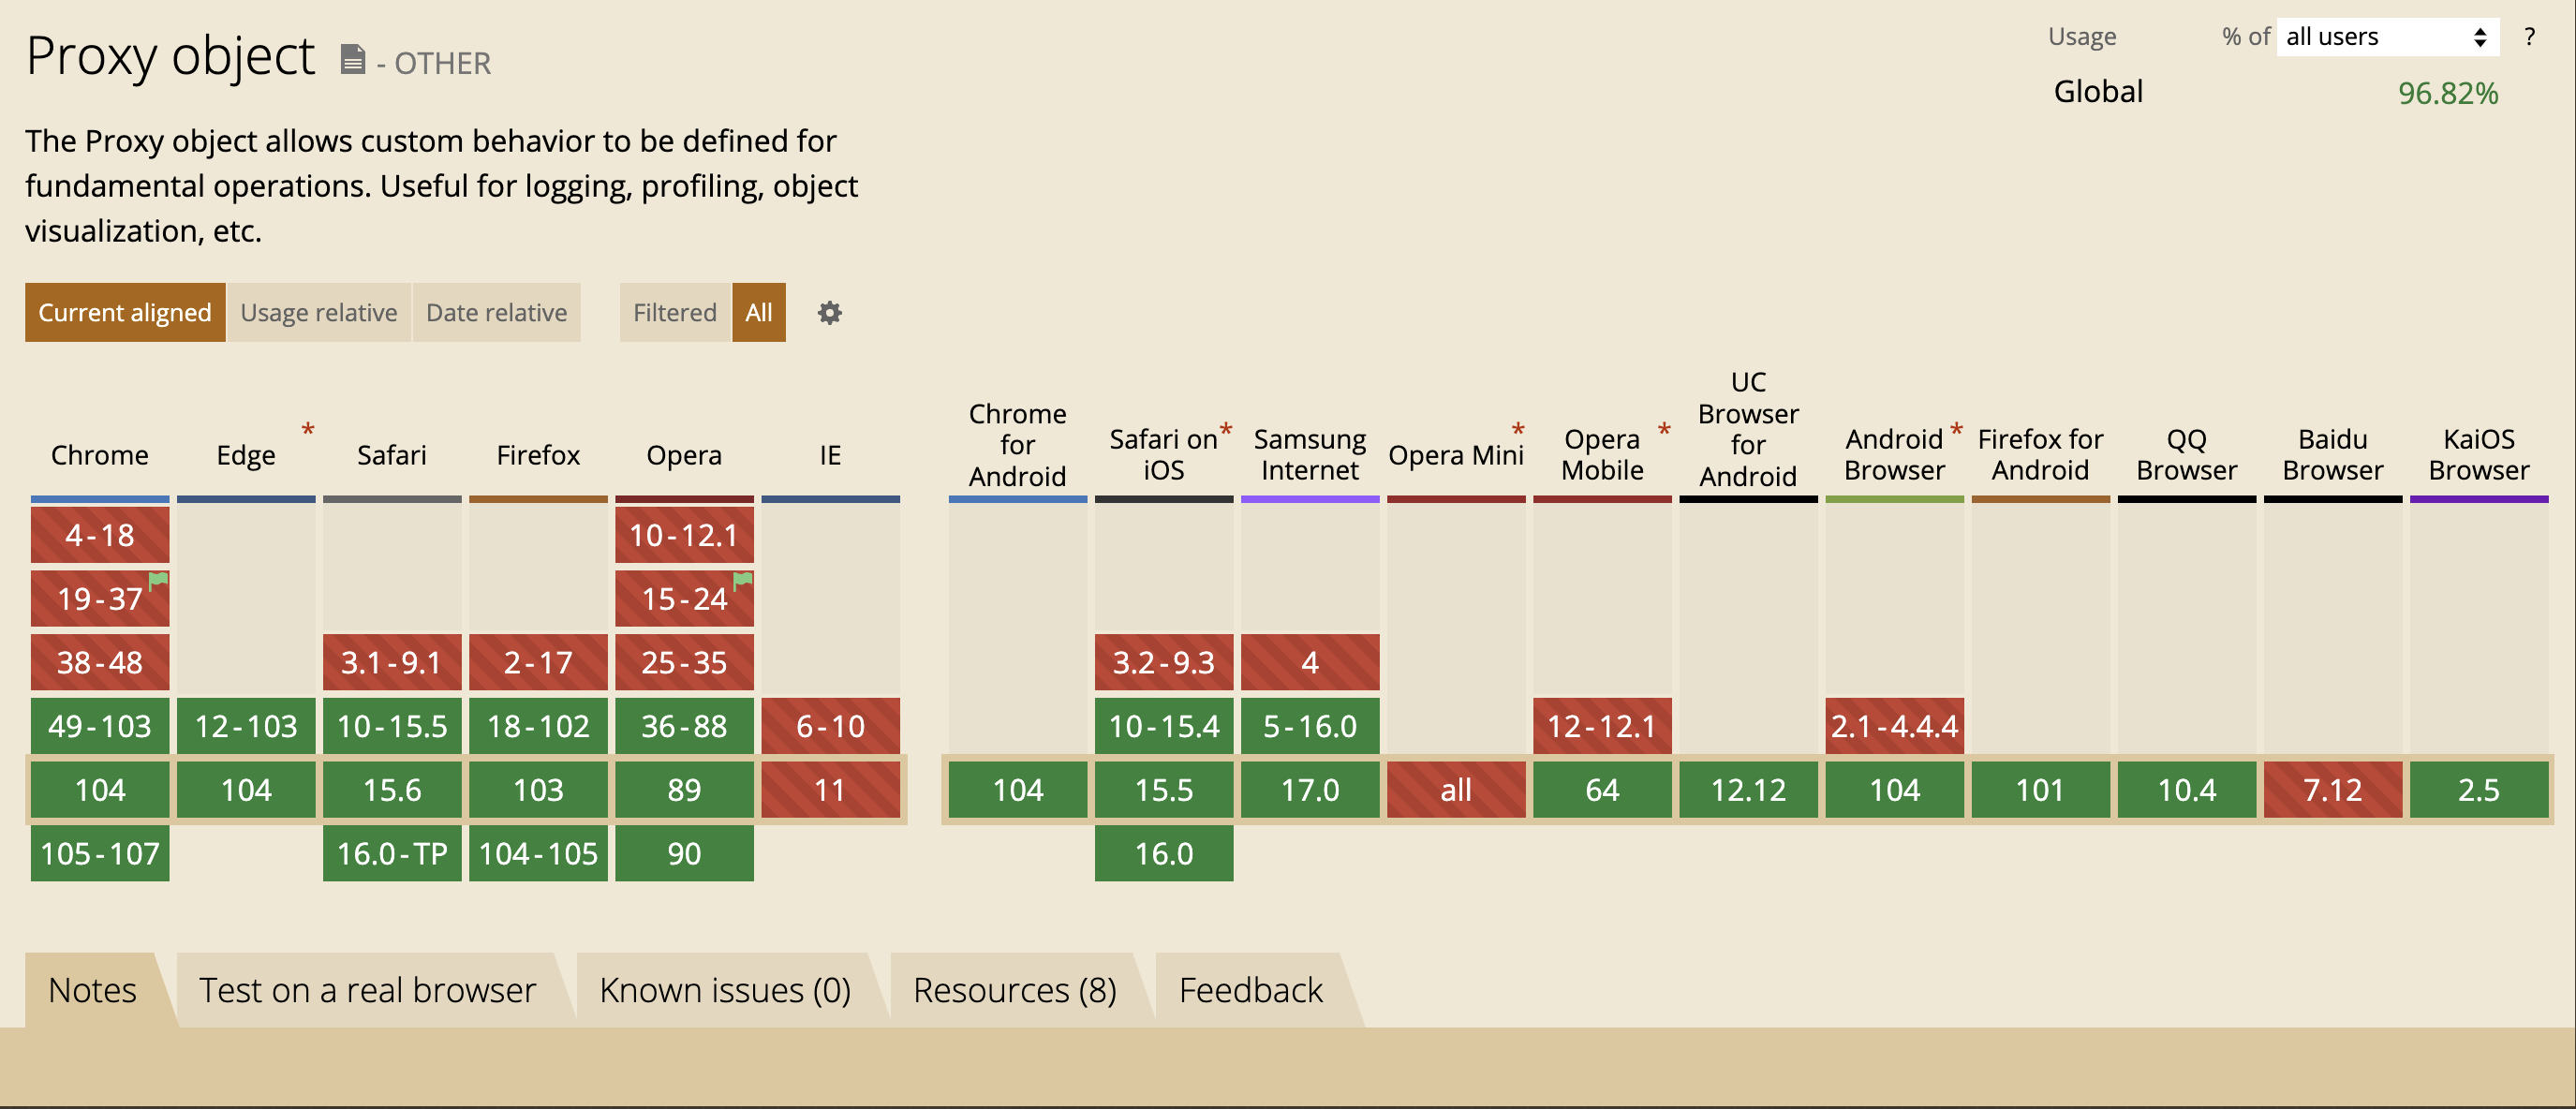 Proxy object - OTHER
Usage % of all users ?
Global 96.82%
The Proxy object allows custom behavior to be defined for
fundamental operations. Useful for logging, profiling, object
visualization, etc.
Current aligned Usage relative Date relative Filtered All
Chrome Edge * Safari Firefox Opera IE Chrome for Android Safari on iOS * Samsung Internet Opera Mini * Opera Mobile * UC Browser for Android Android Browser * Firefox for Android QQ Browser Baidu Browser KaiOS Browser
4-18 10-12.1
19-37 15-24
38-48 3.1-9.1 2-17 25-35 3.2-9.3 4
49-103 12-103 10-15.5 18-102 36-88 6-10 10-15.4 5-16.0 12-12.1 2.1-4.4.4
104 104 15.6 103 89 11 104 15.5 17.0 all 64 12.12 104 101 10.4 7.12 2.5
105-107 16.0-TP 104-105 90 16.0
Notes Test on a real browser Known issues (0) Resources (8) Feedback